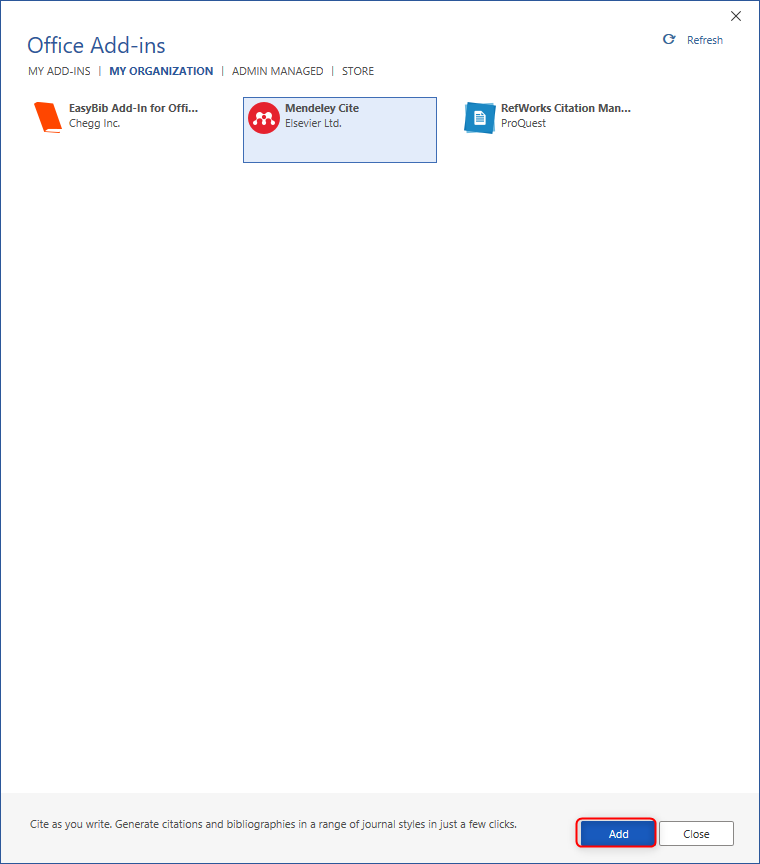 Office Add-ins
Refresh
MY ADD-INS | MY ORGANIZATION | ADMIN MANAGED | STORE
EasyBib Add-In for Offi...
Chegg Inc.
Mendeley Cite
Elsevier Ltd.
RefWorks Citation Man...
ProQuest
Cite as you write. Generate citations and bibliographies in a range of journal styles in just a few clicks.
Add
Close